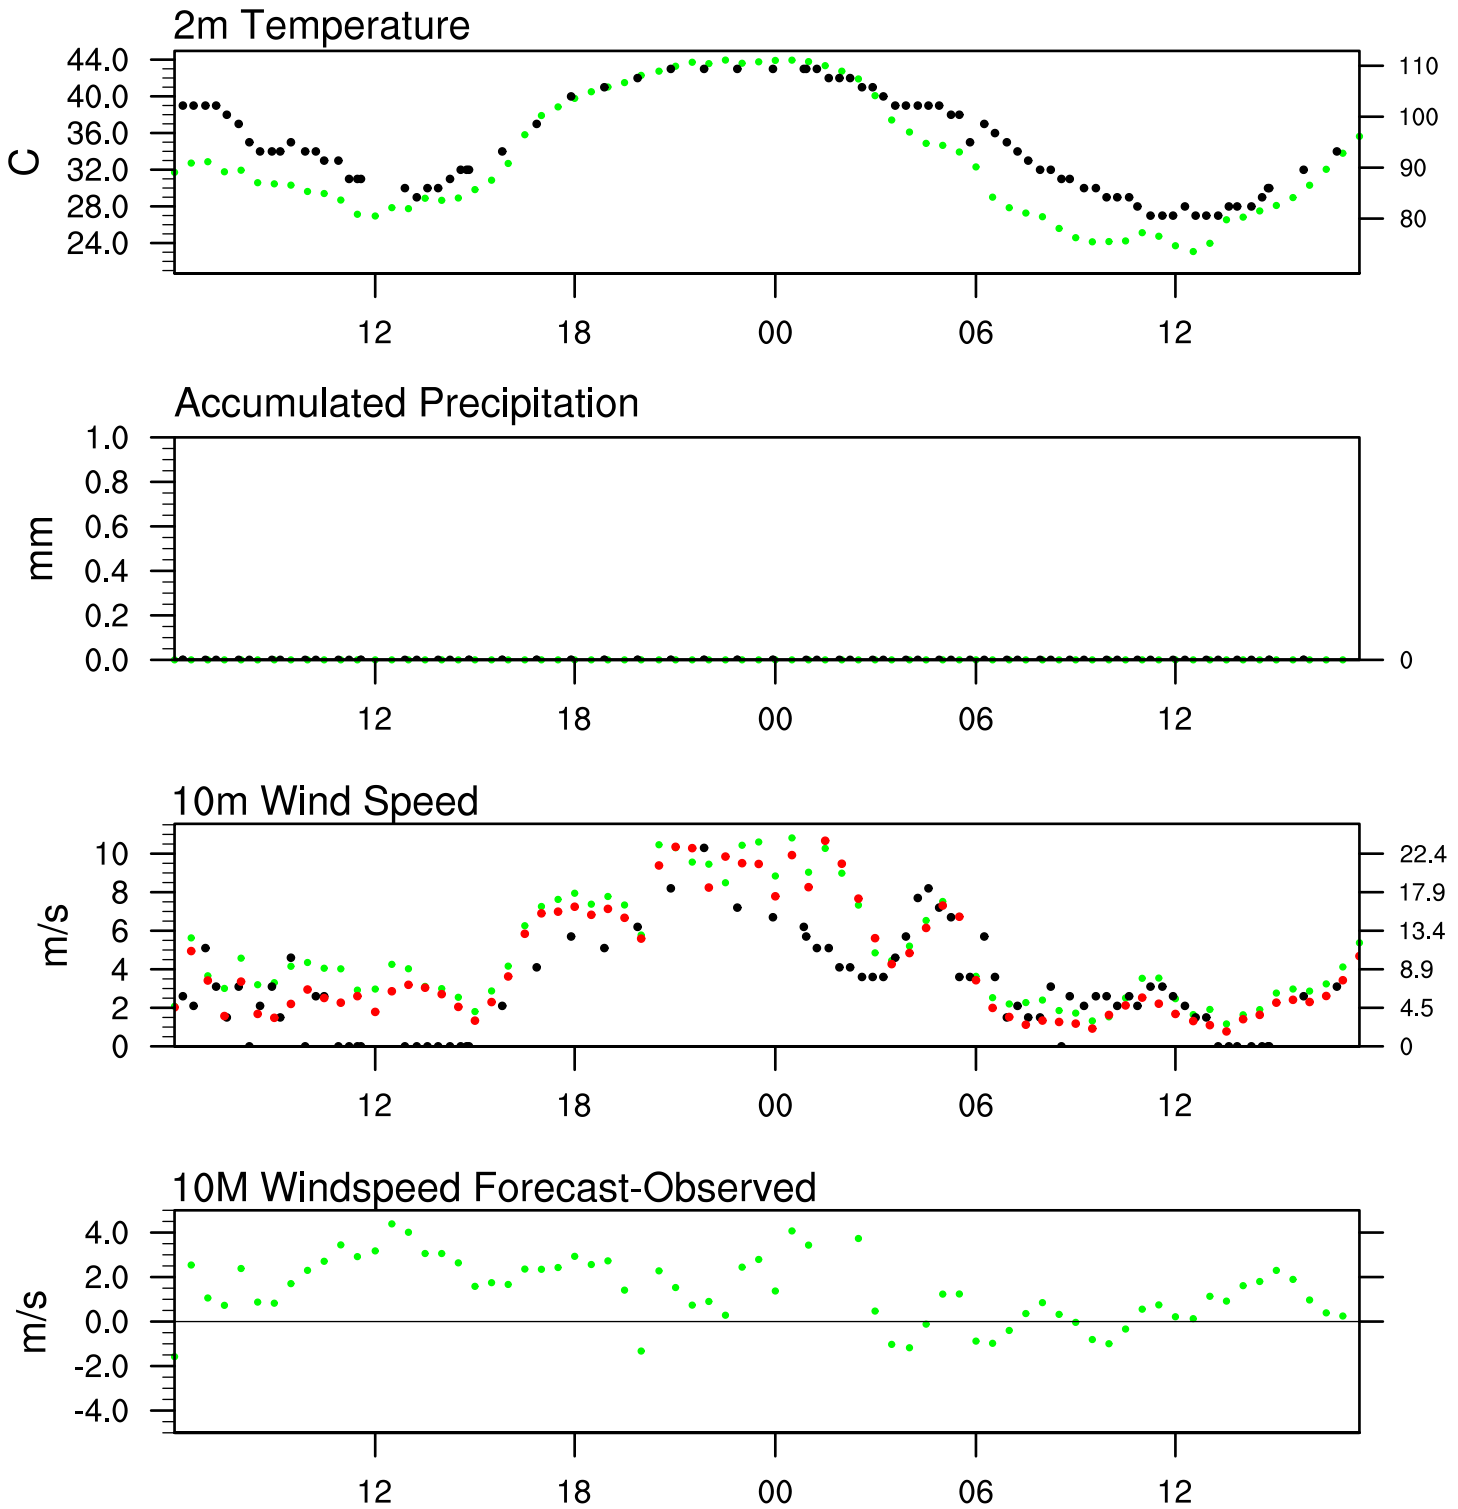 2m Temperature
44.0
40.0
36.0
32.0
28.0
24.0
C
110
100
90
80
12 18 00 06 12
Accumulated Precipitation
1.0
0.8
0.6
0.4
0.2
0.0
mm
0
12 18 00 06 12
10m Wind Speed
10
8
6
4
2
0
m/s
22.4
17.9
13.4
8.9
4.5
0
12 18 00 06 12
10M Windspeed Forecast-Observed
4.0
2.0
0.0
-2.0
-4.0
m/s
12 18 00 06 12